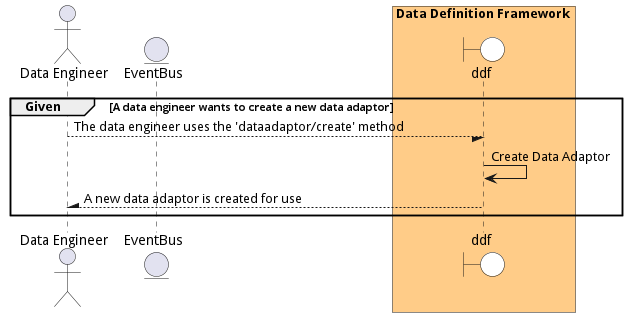 Data Definition Framework
Data Engineer
EventBus
ddf
Given
[A data engineer wants to create a new data adaptor]
The data engineer uses the 'dataadaptor/create' method
Create Data Adaptor
A new data adaptor is created for use
Data Engineer
EventBus
ddf